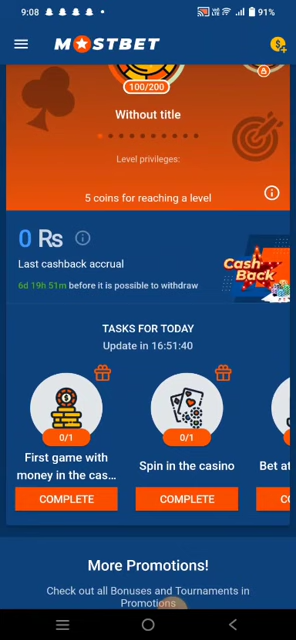 9:08
91%
MOSTBET
100/200
Without title
Level privileges:
5 coins for reaching a level
0 Rs
Last cashback accrual
6d 19h 51m before it is possible to withdraw
Cash
Back
TASKS FOR TODAY
Update in 16:51:40
0/1
0/1
First game with
money in the cas...
Spin in the casino
Bet at
COMPLETE
COMPLETE
CO
More Promotions!
Check out all Bonuses and Tournaments in
Promotions